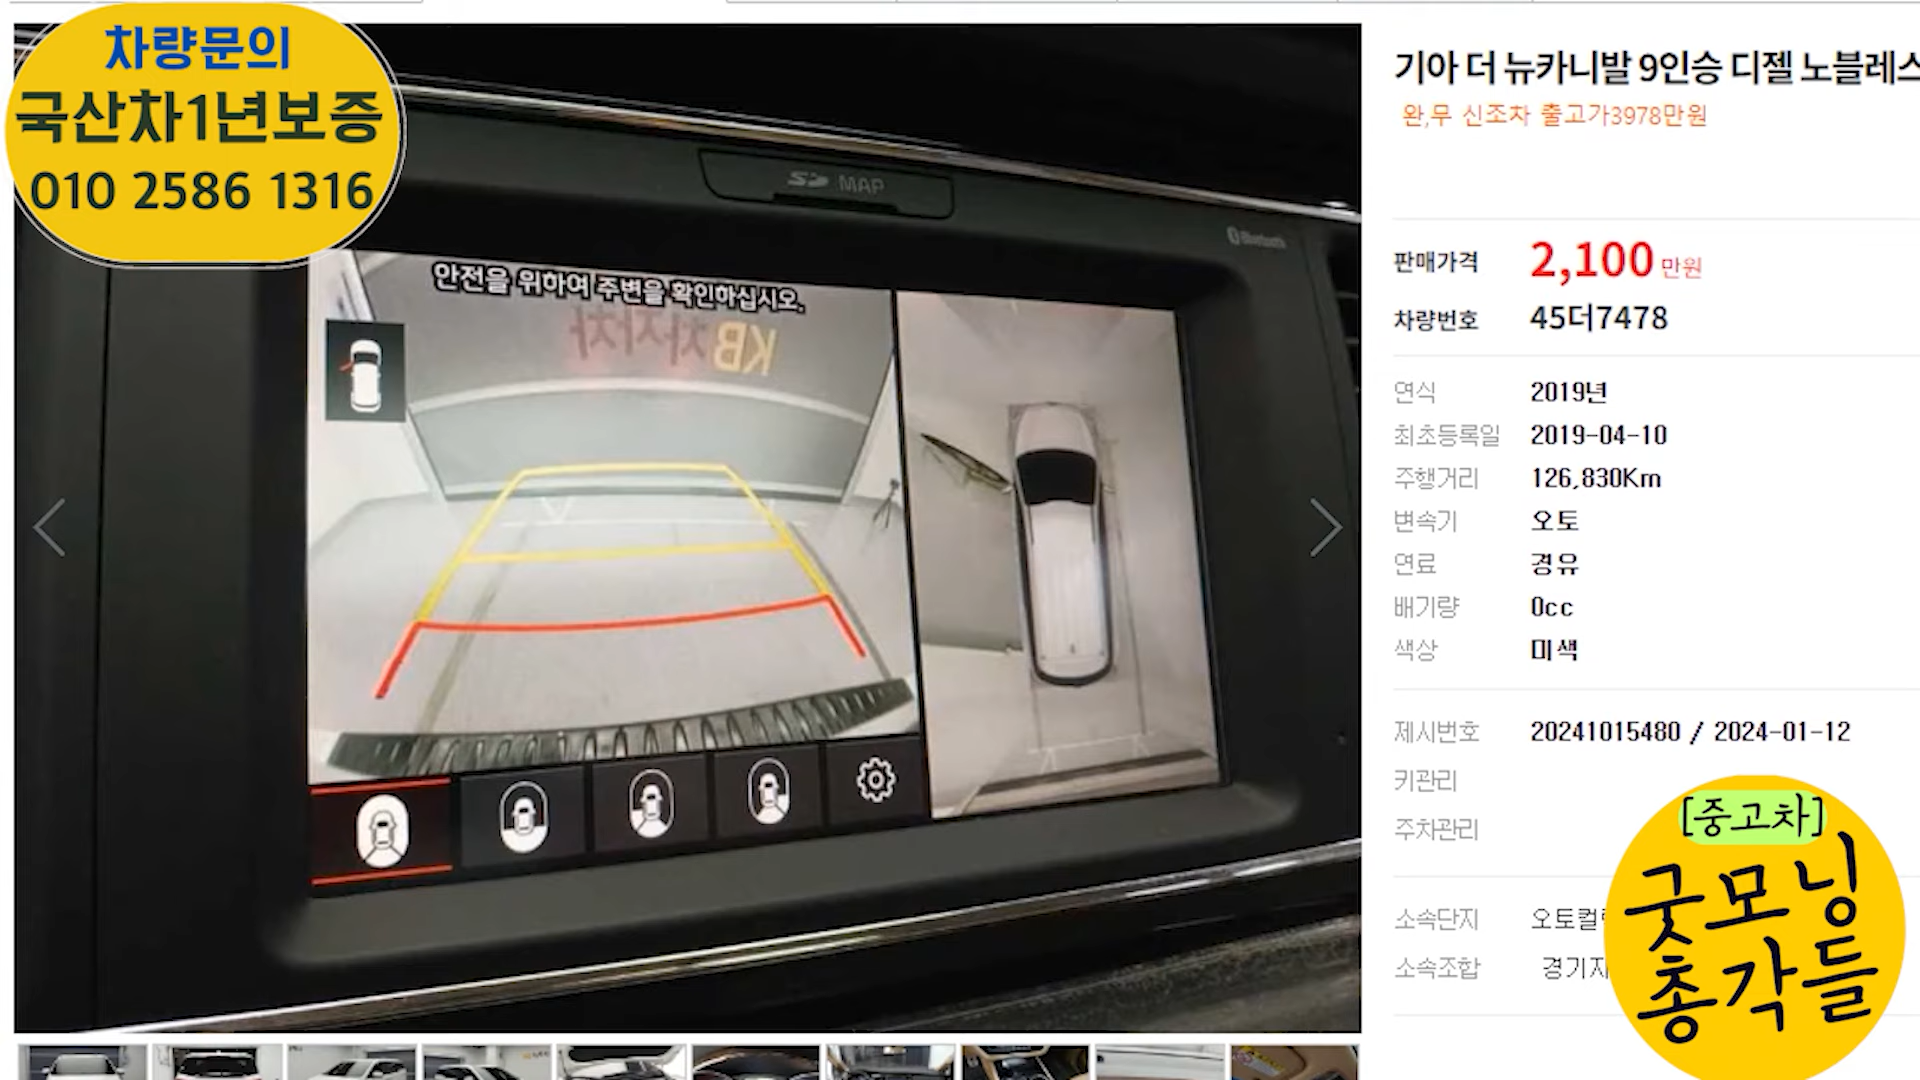 차량문의
국산차1년보증
010 2586 1316
SD MAP
Bluetooth
안전을 위하여 주변을 확인하십시오.
KB차차차
기아 더 뉴카니발 9인승 디젤 노블레스
완,무 신조차 출고가3978만원
판매가격 2,100 만원
차량번호 45더7478
연식 2019년
최초등록일 2019-04-10
주행거리 126,830Km
변속기 오토
연료 경유
배기량 0cc
색상 미색
제시번호 20241015480 / 2024-01-12
키관리
주차관리
소속단지 오토컬
소속조합 경기지
[중고차]
굿모닝
총각들